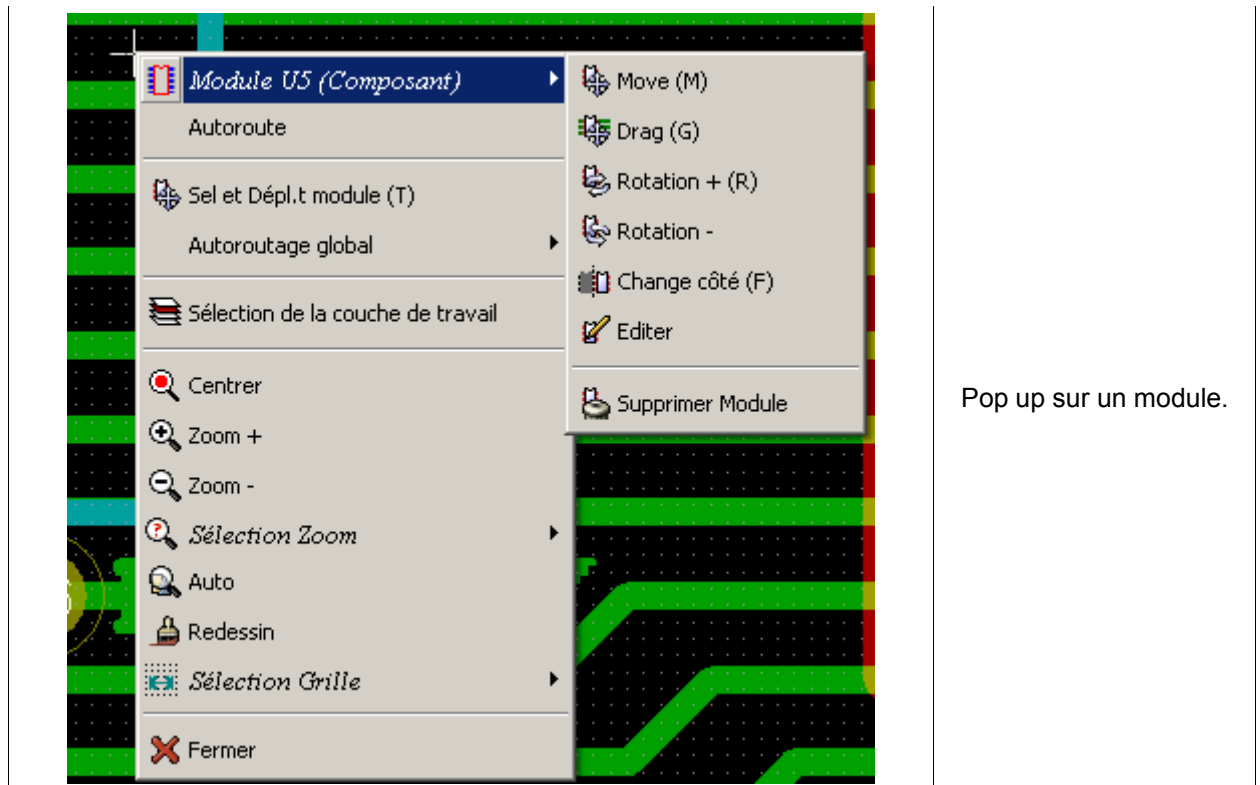 Module U5 (Composant)
Autoroute
Sel et Dépl.t module (T)
Autoroutage global
Sélection de la couche de travail
Centrer
Zoom +
Zoom -
Sélection Zoom
Auto
Redessin
Sélection Grille
Fermer
Move (M)
Drag (G)
Rotation + (R)
Rotation -
Change côté (F)
Editer
Supprimer Module
Pop up sur un module.